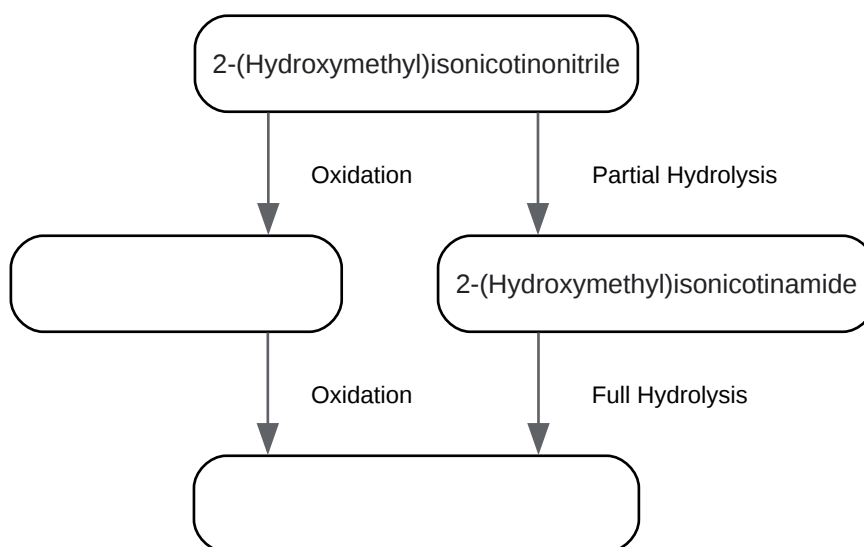 2-(Hydroxymethyl)isonicotinonitrile
Oxidation
Partial Hydrolysis
2-(Hydroxymethyl)isonicotinamide
Oxidation
Full Hydrolysis